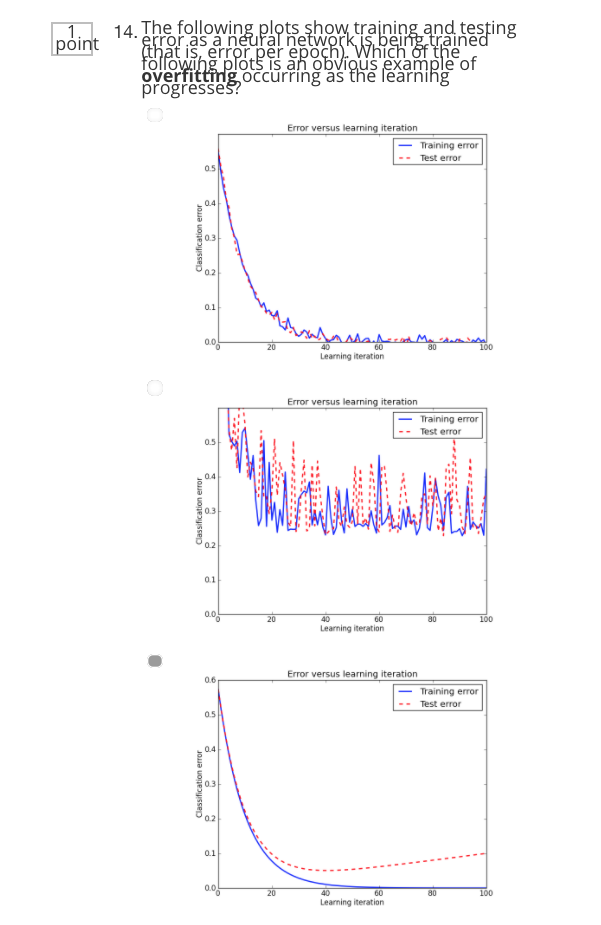 1
point
14.
The following plots show training and testing
error as a neural network is being trained
(that is, error per epoch). Which of the
following plots is an obvious example of
overfitting occurring as the learning
progresses?
Error versus learning iteration
Training error
Test error
0.5
0.4
0.3
0.2
0.1
0.0
Classification error
0 20 40 60 80 100
Learning iteration
Error versus learning iteration
Training error
Test error
0.5
0.4
0.3
0.2
0.1
0.0
Classification error
0 20 40 60 80 100
Learning iteration
Error versus learning iteration
Training error
Test error
0.6
0.5
0.4
0.3
0.2
0.1
0.0
Classification error
0 20 40 60 80 100
Learning iteration